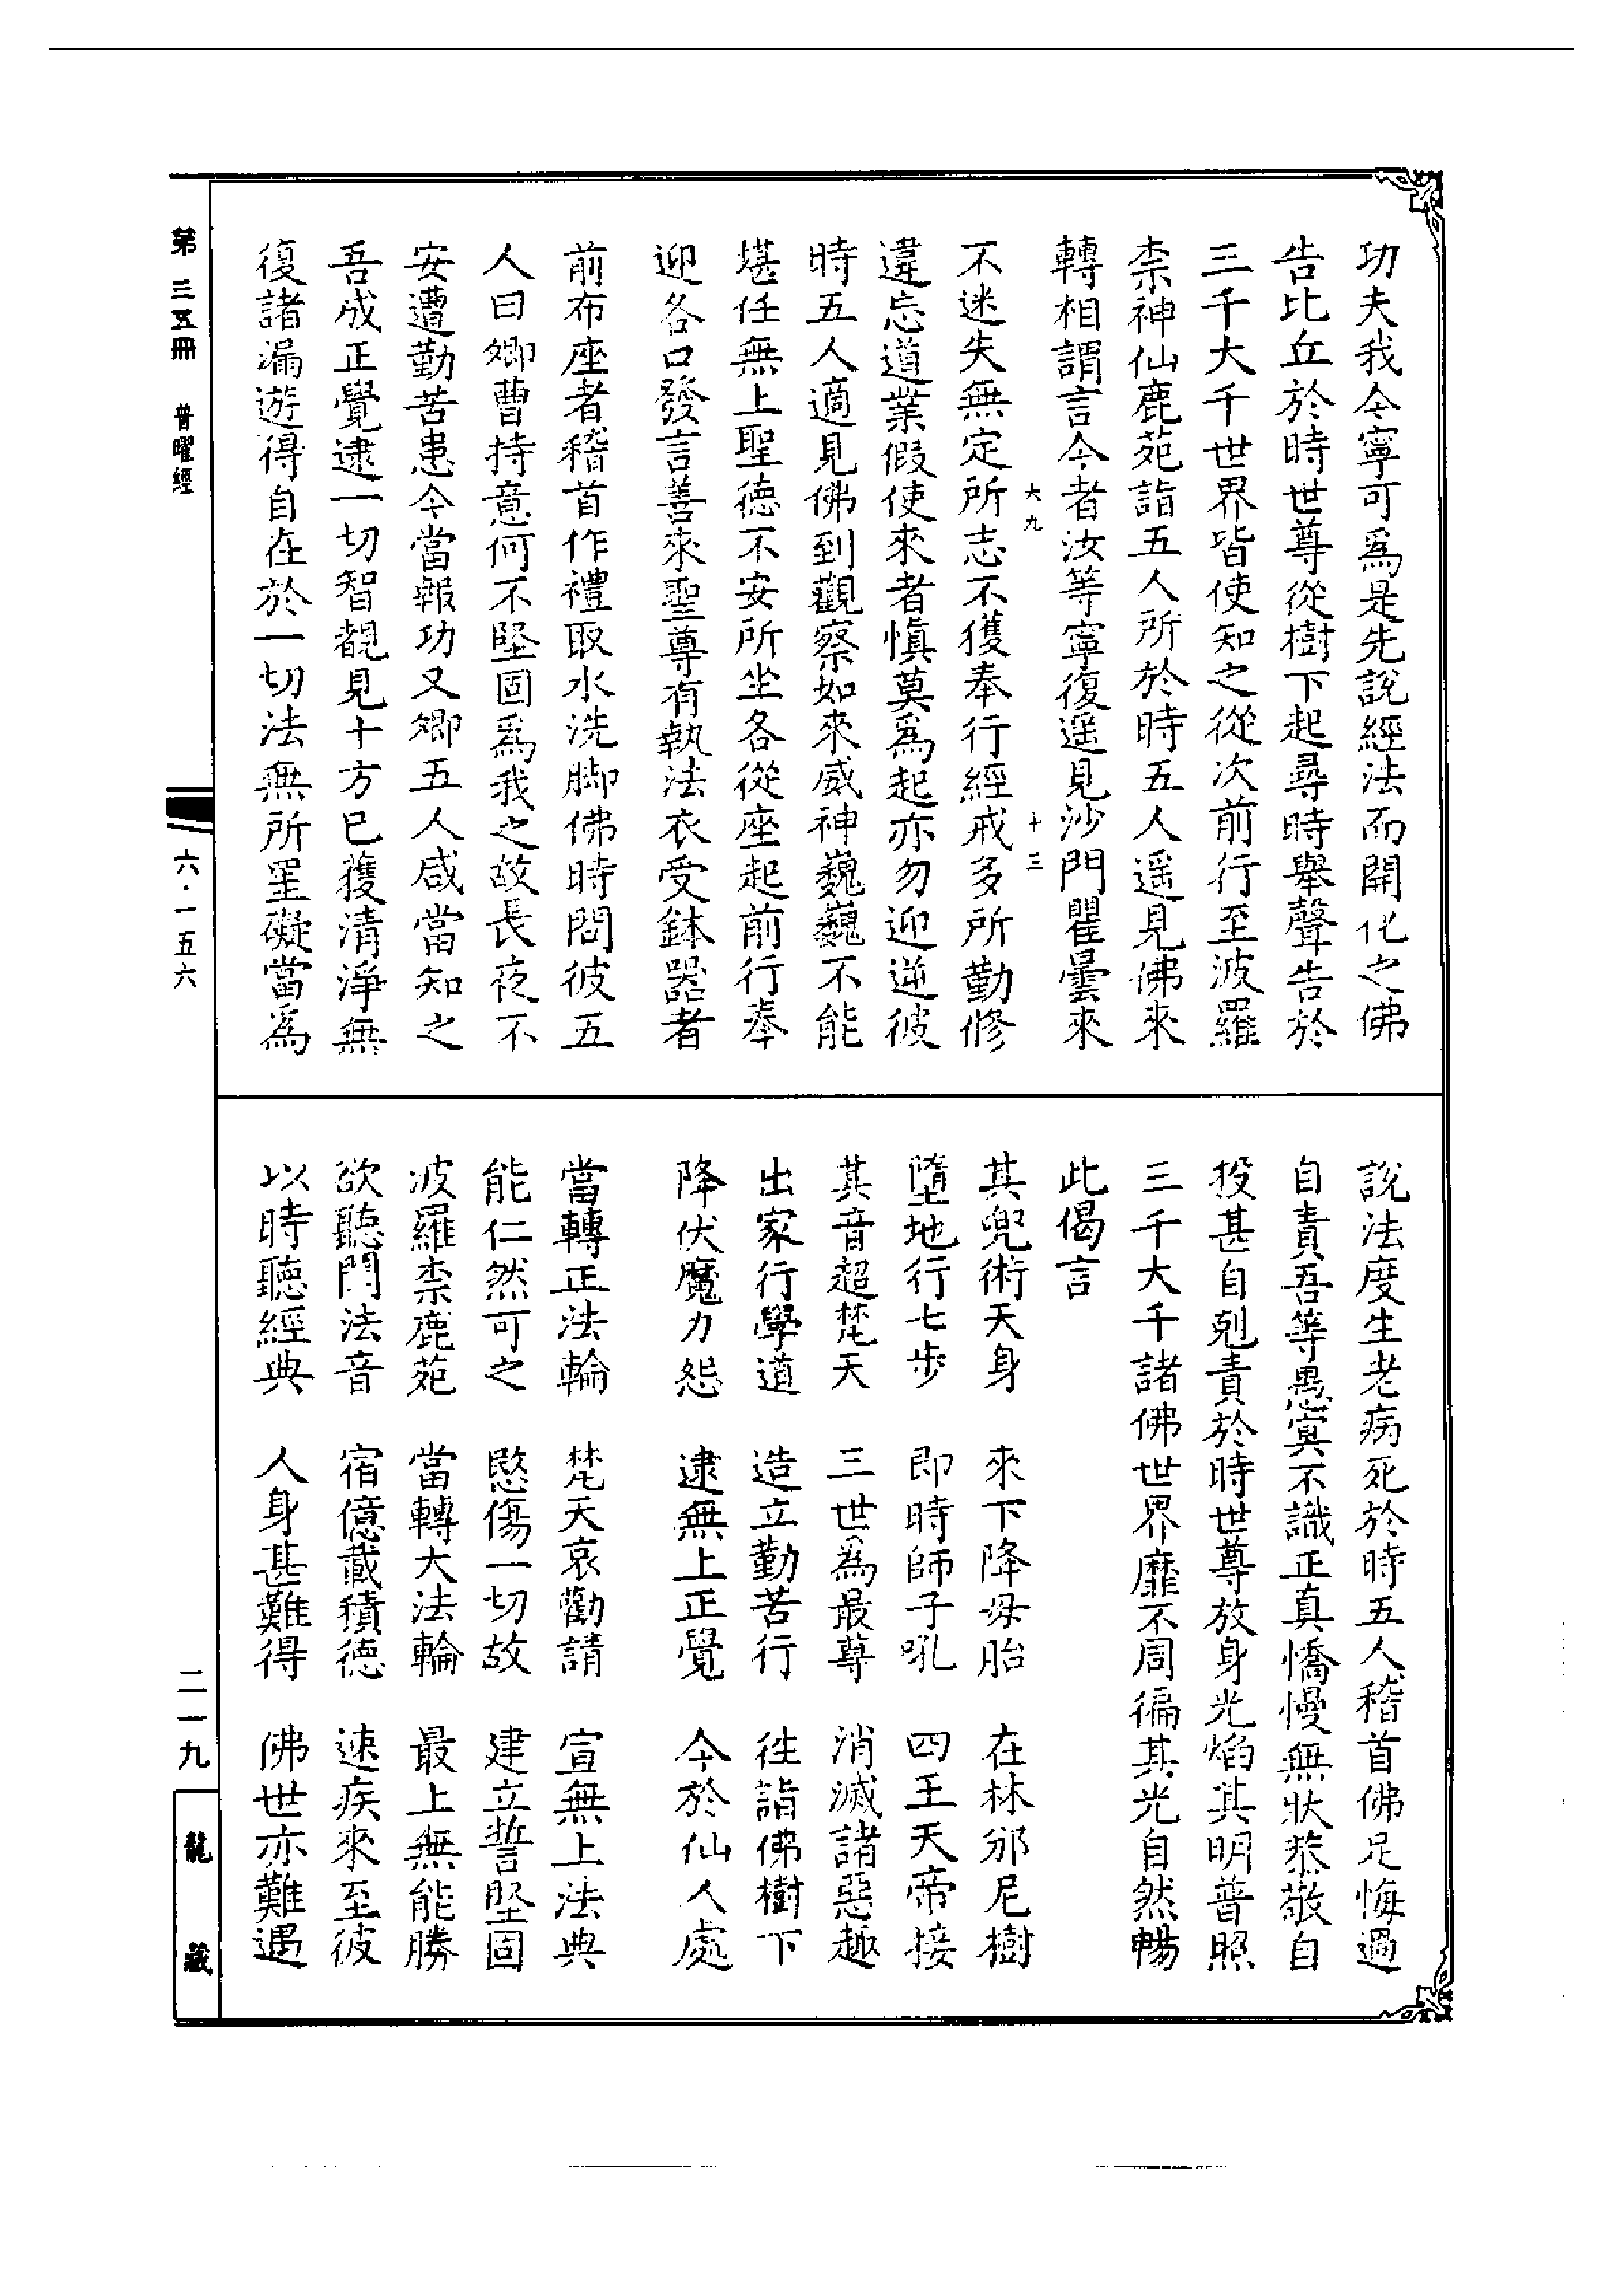 功夫我今寧可爲是先說經法而開化之佛
告比丘於時世尊從樹下起尋時舉聲告於
三千大千世界皆使知之從次前行至波羅
柰神仙鹿苑詣五人所於時五人遥見佛來
轉相謂言今者汝等寧復遥見沙門瞿曇來
大九
十三
不迷失無定所志不獲奉行經戒多所勤修
違忘道業假使來者慎莫爲起亦勿迎逆彼
時五人適見佛到觀察如來威神巍巍不能
堪任無上聖德不安所坐各從座起前行奉
迎各口發言善來聖尊有執法衣受鉢器者
前布座者稽首作禮取水洗脚佛時問彼五
人曰卿曹持意何不堅固爲我之故長夜不
安遭勤苦患今當報功又卿五人咸當知之
吾成正覺逮一切智覩見十方已獲清淨無
復諸漏遊得自在於一切法無所罣礙當爲
說法度生老病死於時五人稽首佛足悔過
自責吾等愚冥不識正真憍慢無狀恭敬自
投甚自剋責於時世尊放身光焰其明普照
三千大千諸佛世界靡不周徧其光自然暢
此偈言
其兜術天身　來下降母胎　在林邠尼樹
墮地行七步　即時師子吼　四王天帝接
其音超梵天　三世爲最尊　消滅諸惡趣
出家行學道　造立勤苦行　往詣佛樹下
降伏魔力怨　逮無上正覺　今於仙人處
當轉正法輪　梵天哀勸請　宣無上法典
能仁然可之　愍傷一切故　建立誓堅固
波羅柰鹿苑　當轉大法輪　最上無能勝
欲聽聞法音　宿億載積德　速疾來至彼
以時聽經典　人身甚難得　佛世亦難遇
第三五冊　普曜經
六·一五六
二一九
龍藏